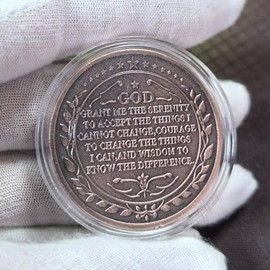 GOD
GRANT ME THE SERENITY
TO ACCEPT THE THINGS I
CANNOT CHANGE, COURAGE
TO CHANGE THE THINGS
I CAN, AND WISDOM TO
KNOW THE DIFFERENCE.